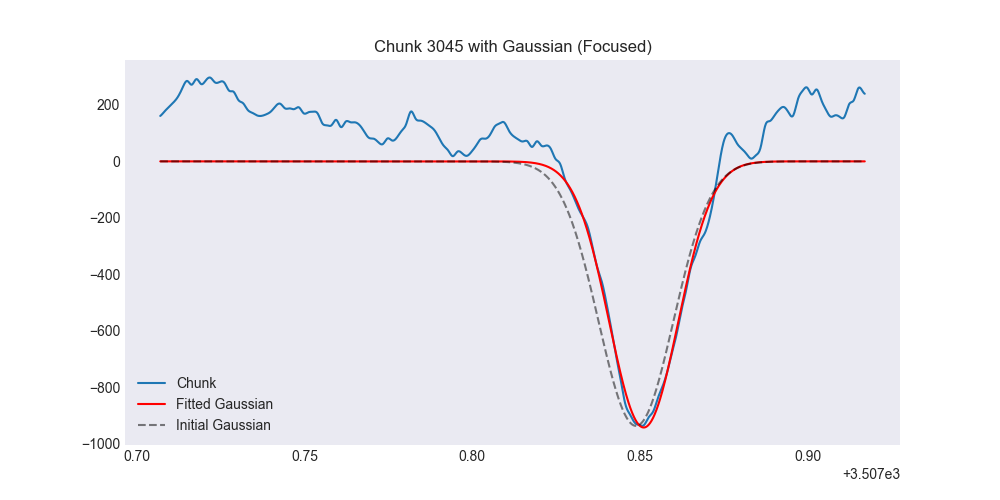 Chunk 3045 with Gaussian (Focused)
200
0
−200
−400
−600
−800
−1000
Chunk
Fitted Gaussian
Initial Gaussian
0.70 0.75 0.80 0.85 0.90
+3.507e3